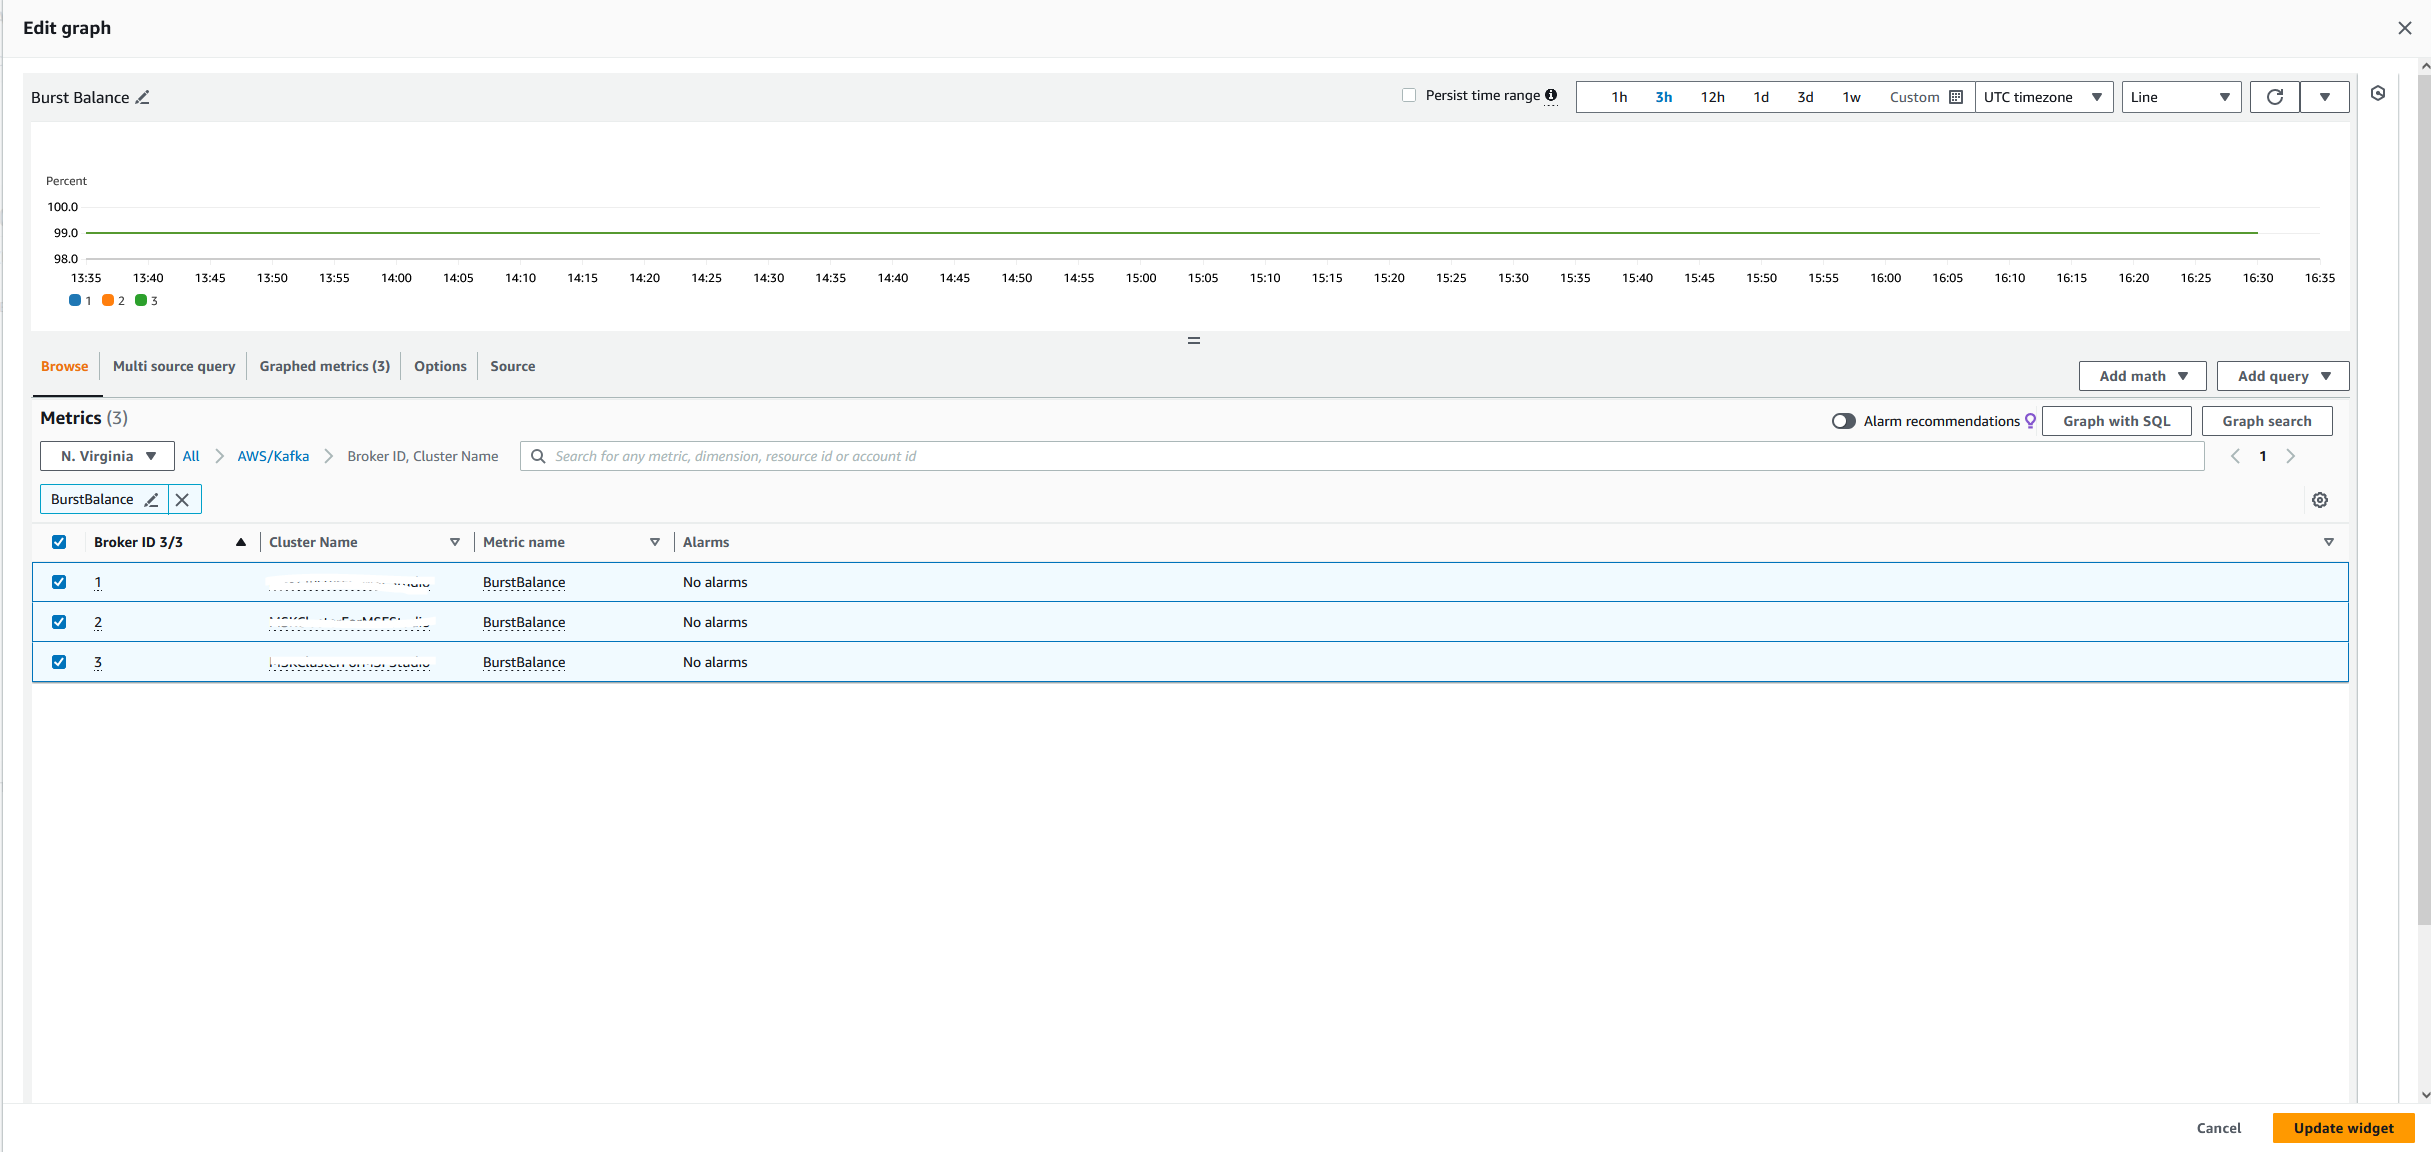 Edit graph
Burst Balance
Persist time range
1h 3h 12h 1d 3d 1w Custom UTC timezone Line
Percent
100.0
99.0
98.0
13:35 13:40 13:45 13:50 13:55 14:00 14:05 14:10 14:15 14:20 14:25 14:30 14:35 14:40 14:45 14:50 14:55 15:00 15:05 15:10 15:15 15:20 15:25 15:30 15:35 15:40 15:45 15:50 15:55 16:00 16:05 16:10 16:15 16:20 16:25 16:30 16:35
1 2 3
Browse Multi source query Graphed metrics (3) Options Source
Add math Add query
Metrics (3)
Alarm recommendations Graph with SQL Graph search
N. Virginia All AWS/Kafka Broker ID, Cluster Name Search for any metric, dimension, resource id or account id 1
BurstBalance
Broker ID 3/3 Cluster Name Metric name Alarms
1 BurstBalance No alarms
2 BurstBalance No alarms
3 BurstBalance No alarms
Cancel Update widget